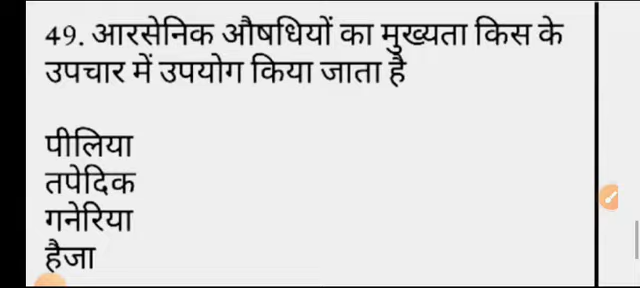 49. आरसेनिक औषधियों का मुख्यता किस के
उपचार में उपयोग किया जाता है
पीलिया
तपेदिक
गनेरिया
हैजा